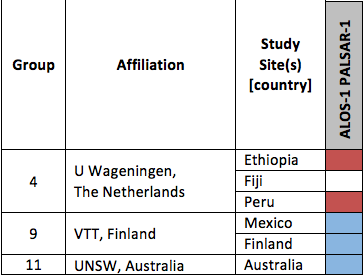 Group
Affiliation
Study
Site(s)
[country]
ALOS-1 PALSAR-1
4
U Wageningen,
The Netherlands
Ethiopia
Fiji
Peru
9
VTT, Finland
Mexico
Finland
11
UNSW, Australia
Australia